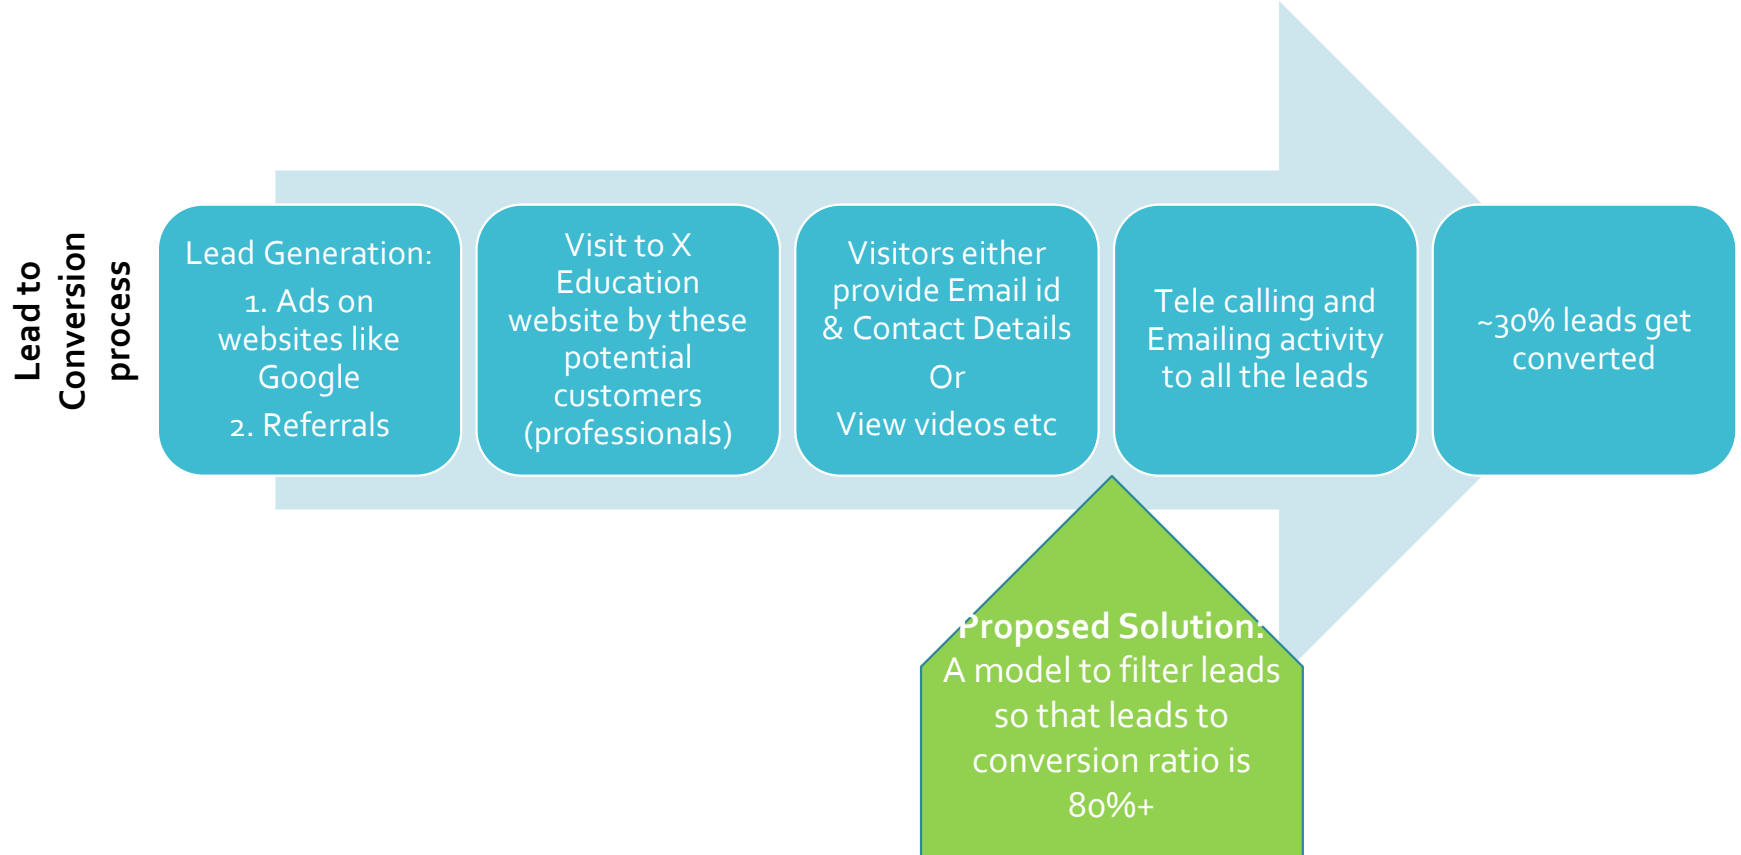 Lead to
Conversion
process
Lead Generation:
1. Ads on
websites like
Google
2. Referrals
Visit to X
Education
website by these
potential
customers
(professionals)
Visitors either
provide Email id
& Contact Details
Or
View videos etc
Tele calling and
Emailing activity
to all the leads
~30% leads get
converted
Proposed Solution:
A model to filter leads
so that leads to
conversion ratio is
80%+